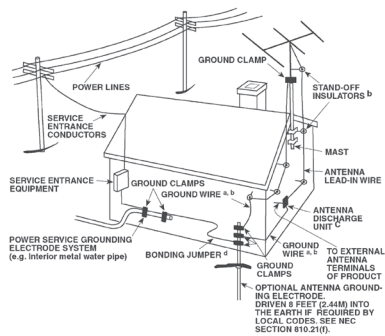 GROUND CLAMP
POWER LINES
STAND-OFF
INSULATORS b
SERVICE
ENTRANCE
CONDUCTORS
MAST
ANTENNA
LEAD-IN WIRE
SERVICE ENTRANCE
EQUIPMENT
GROUND CLAMPS
GROUND WIRE a, b
ANTENNA
DISCHARGE
UNIT C
POWER SERVICE GROUNDING
ELECTRODE SYSTEM
(e.g. Interior metal water pipe)
BONDING JUMPER d
GROUND
WIRE a, b
TO EXTERNAL
ANTENNA
TERMINALS
OF PRODUCT
GROUND
CLAMPS
OPTIONAL ANTENNA GROUND-
ING ELECTRODE.
DRIVEN 8 FEET (2.44M) INTO
THE EARTH IF REQUIRED BY
LOCAL CODES. SEE NEC
SECTION 810.21(f).